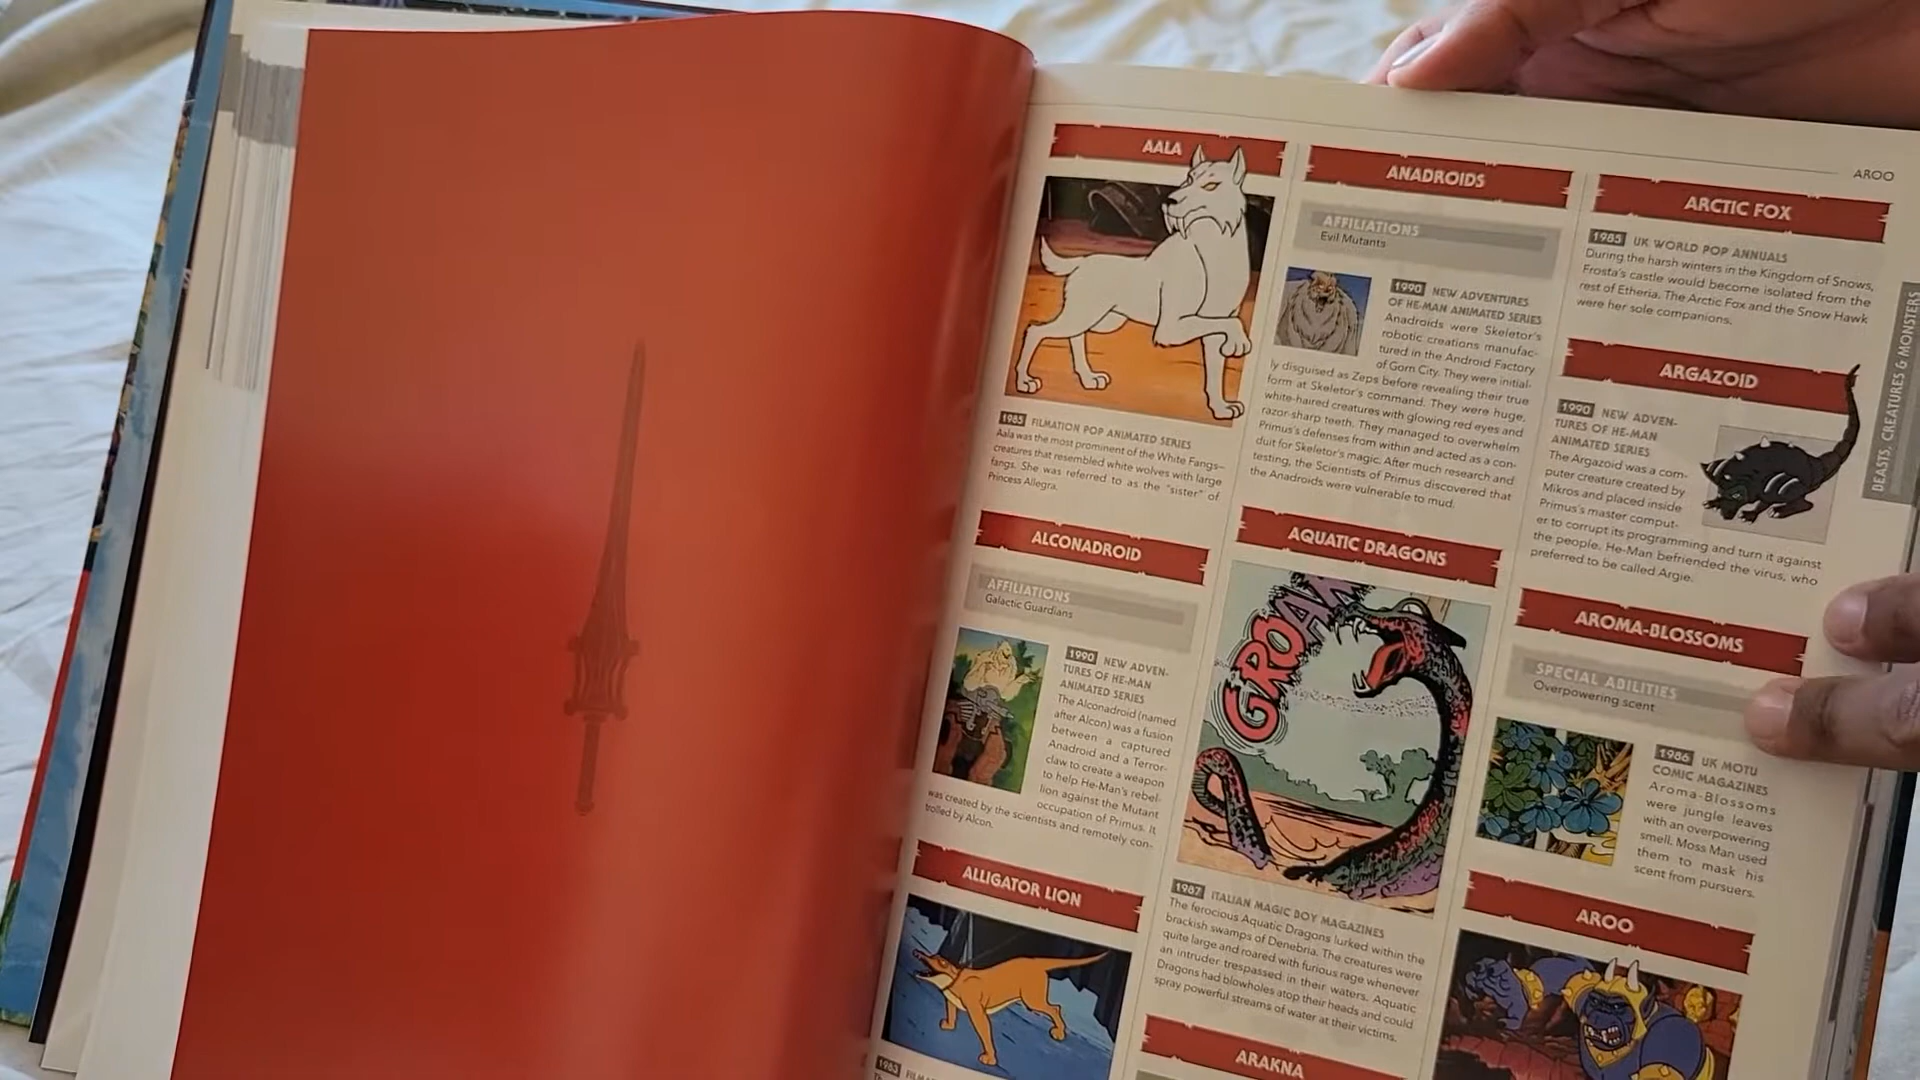 AROO
BEASTS, CREATURES & MONSTERS
AALA
1985 FILMATION POP ANIMATED SERIES
Aala was the most prominent of the White Fangs—
creatures that resembled white wolves with large
fangs. She was referred to as the "sister" of
Princess Allegra.
ALCONADROID
AFFILIATIONS
Galactic Guardians
1990 NEW ADVEN-
TURES OF HE-MAN
ANIMATED SERIES
The Alconadroid (named
after Alcon) was a fusion
between a captured
Anadroid and a Terror-
claw to create a weapon
to help He-Man's rebel-
lion against the Mutant
occupation of Primus. It
was created by the scientists and remotely con-
trolled by Alcon.
ALLIGATOR LION
1985
ANADROIDS
AFFILIATIONS
Evil Mutants
1990 NEW ADVENTURES
OF HE-MAN ANIMATED SERIES
Anadroids were Skeletor's
robotic creations manufac-
tured in the Android Factory
of Gorn City. They were initial-
ly disguised as Zeps before revealing their true
form at Skeletor's command. They were huge,
white-haired creatures with glowing red eyes and
razor-sharp teeth. They managed to overwhelm
Primus's defenses from within and acted as a con-
duit for Skeletor's magic. After much research and
testing, the Scientists of Primus discovered that
the Anadroids were vulnerable to mud.
AQUATIC DRAGONS
GROAR
1987 ITALIAN MAGIC BOY MAGAZINES
The ferocious Aquatic Dragons lurked within the
brackish swamps of Denebria. The creatures were
quite large and roared with furious rage whenever
an intruder trespassed in their waters. Aquatic
Dragons had blowholes atop their heads and could
spray powerful streams of water at their victims.
ARAKNA
ARCTIC FOX
1985 UK WORLD POP ANNUALS
During the harsh winters in the Kingdom of Snows,
Frosta's castle would become isolated from the
rest of Etheria. The Arctic Fox and the Snow Hawk
were her sole companions.
ARGAZOID
1990 NEW ADVEN-
TURES OF HE-MAN
ANIMATED SERIES
The Argazoid was a com-
puter creature created by
Mikros and placed inside
Primus's master comput-
er to corrupt its programming and turn it against
the people. He-Man befriended the virus, who
preferred to be called Argie.
AROMA-BLOSSOMS
SPECIAL ABILITIES
Overpowering scent
1986 UK MOTU
COMIC MAGAZINES
Aroma-Blossoms
were jungle leaves
with an overpowering
smell. Moss Man used
them to mask his
scent from pursuers.
AROO